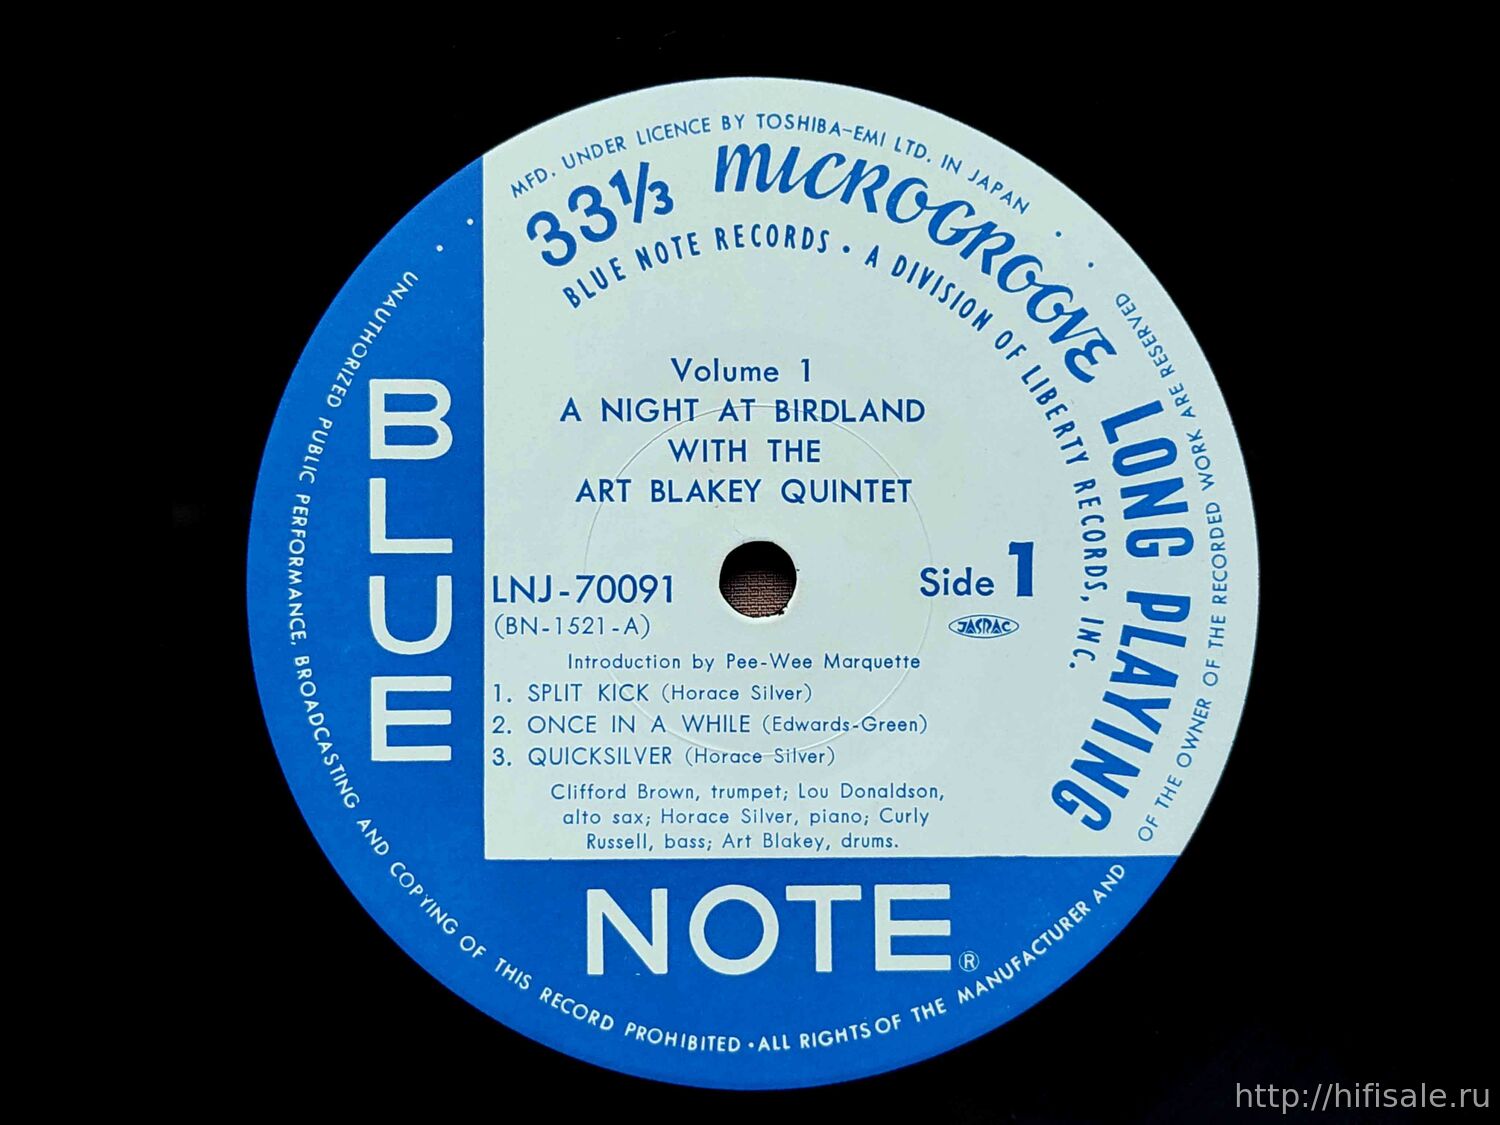 MFD. UNDER LICENCE BY TOSHIBA-EMI LTD. IN JAPAN
33⅓ MICROGROOVE LONG PLAYING
BLUE NOTE RECORDS • A DIVISION OF LIBERTY RECORDS, INC.
Volume 1
A NIGHT AT BIRDLAND
WITH THE
ART BLAKEY QUINTET
LNJ-70091
(BN-1521-A)
Side 1
JASRAC
Introduction by Pee-Wee Marquette
1. SPLIT KICK (Horace Silver)
2. ONCE IN A WHILE (Edwards-Green)
3. QUICKSILVER (Horace Silver)
Clifford Brown, trumpet; Lou Donaldson,
alto sax; Horace Silver, piano; Curly
Russell, bass; Art Blakey, drums.
BLUE
NOTE®
UNAUTHORIZED PUBLIC PERFORMANCE, BROADCASTING AND COPYING OF THIS RECORD PROHIBITED • ALL RIGHTS OF THE MANUFACTURER AND OF THE OWNER OF THE RECORDED WORK ARE RESERVED
http://hifisale.ru